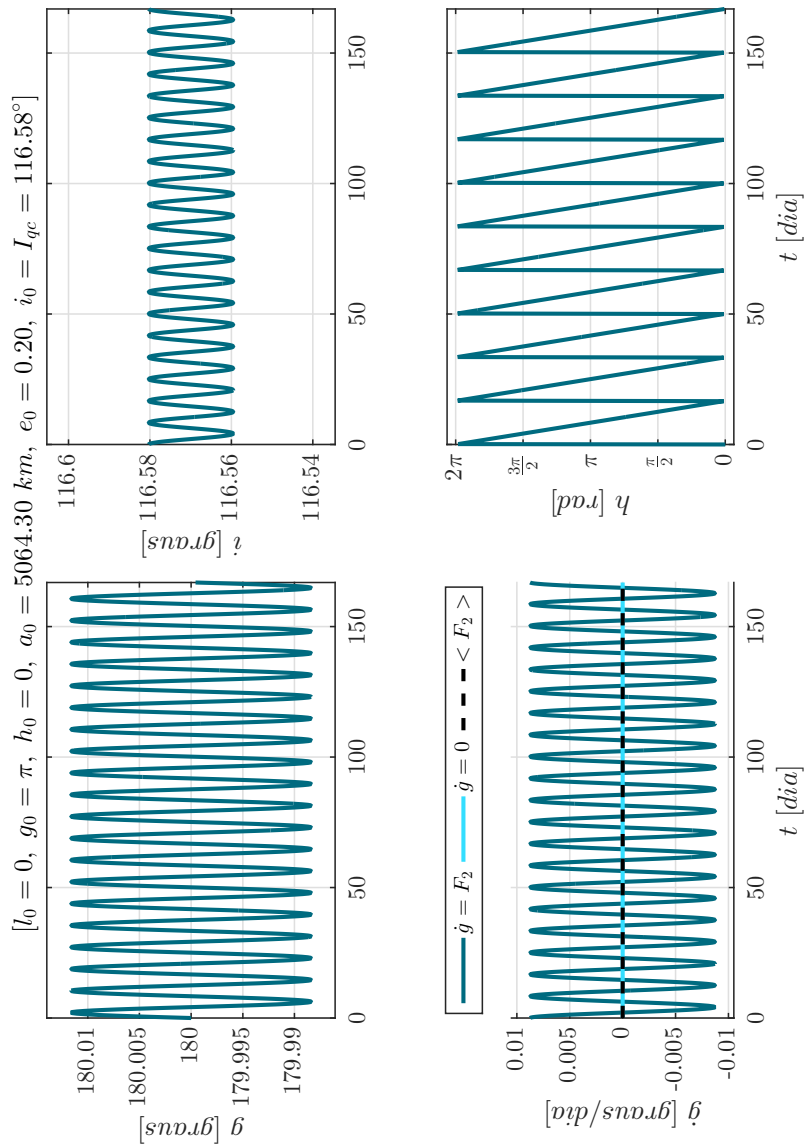 [l₀ = 0, g₀ = π, h₀ = 0, a₀ = 5064.30 km, e₀ = 0.20, i₀ = I_{qc} = 116.58°]
g [graus]
180.01
180.005
180
179.995
179.99
0 50 100 150
i [graus]
116.6
116.58
116.56
116.54
0 50 100 150
ġ = F₂ ġ = 0 < F₂ >
ġ [graus/dia]
0.01
0.005
0
-0.005
-0.01
0 50 100 150
t [dia]
h [rad]
2π
3π/2
π
π/2
0
0 50 100 150
t [dia]